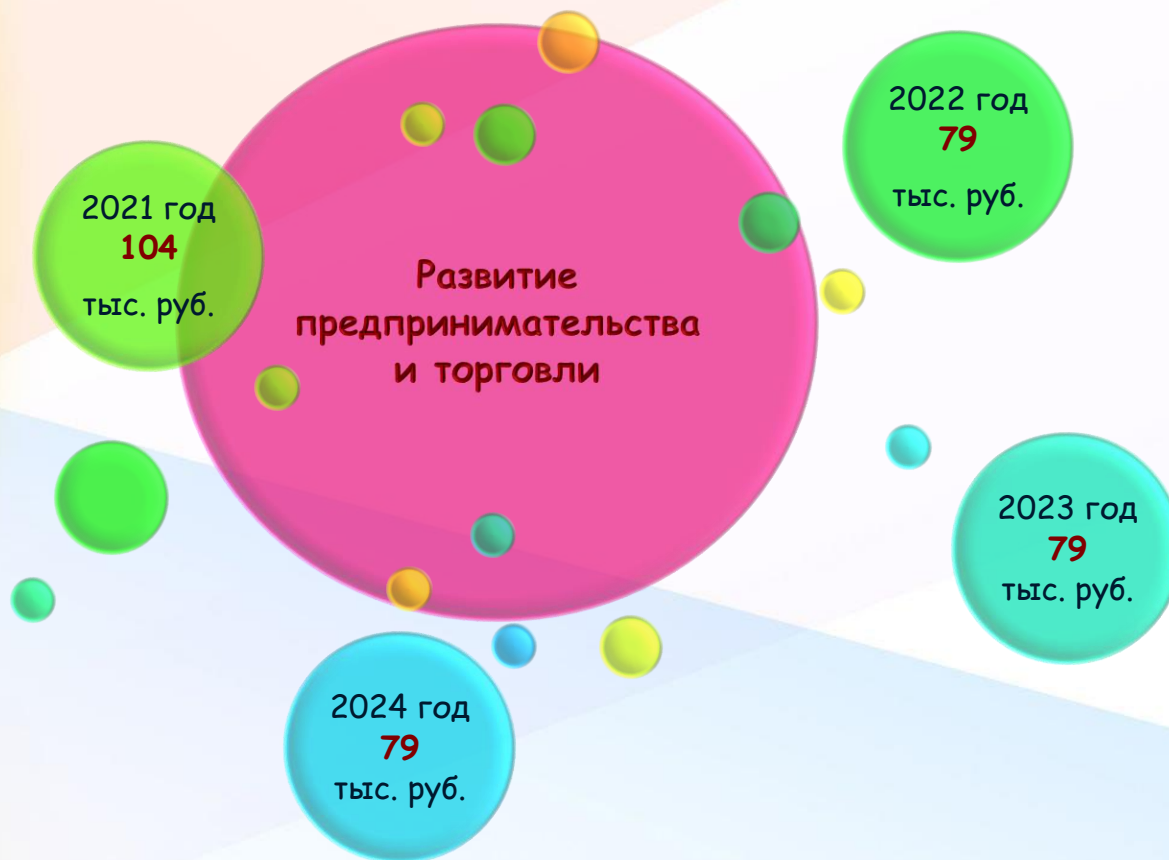 2022 год
79
тыс. руб.
2021 год
104
тыс. руб.
Развитие
предпринимательства
и торговли
2023 год
79
тыс. руб.
2024 год
79
тыс. руб.